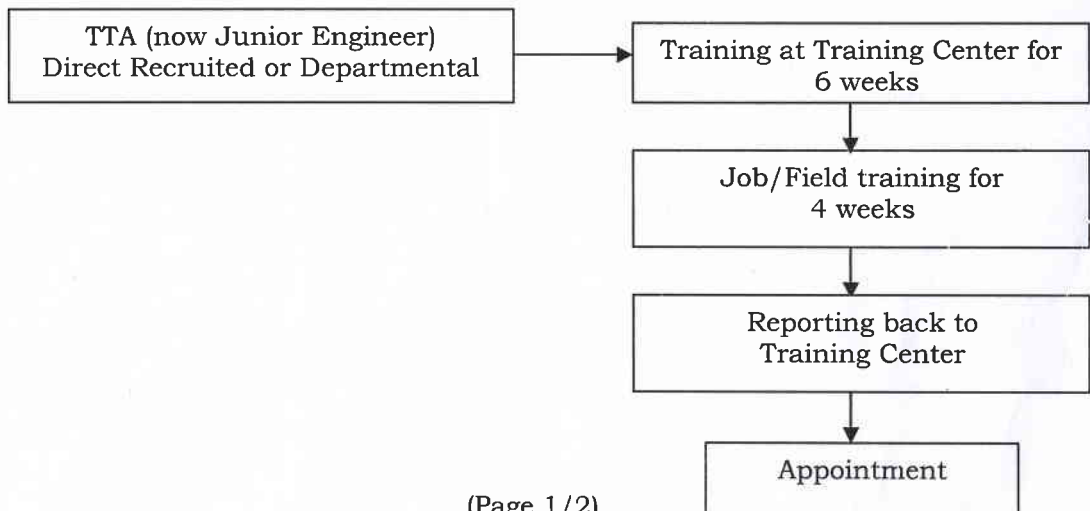 TTA (now Junior Engineer)
Direct Recruited or Departmental
Training at Training Center for
6 weeks
Job/Field training for
4 weeks
Reporting back to
Training Center
Appointment
(Page 1/2)